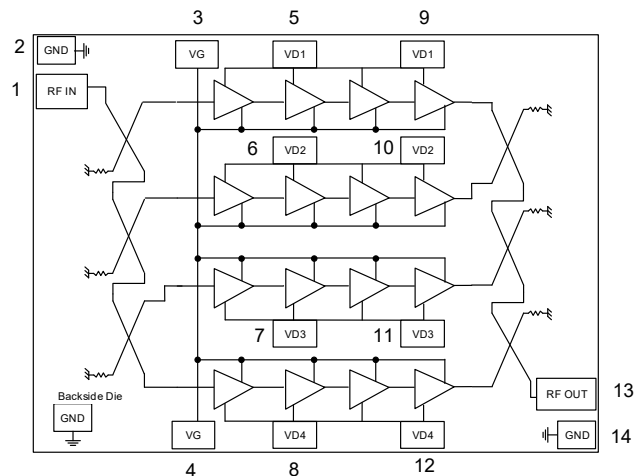 3 5 9
2 GND VG VD1 VD1
1 RF IN
6 VD2 10 VD2
7 VD3 11 VD3
Backside Die
GND
RF OUT 13
VG VD4 VD4 GND 14
4 8 12